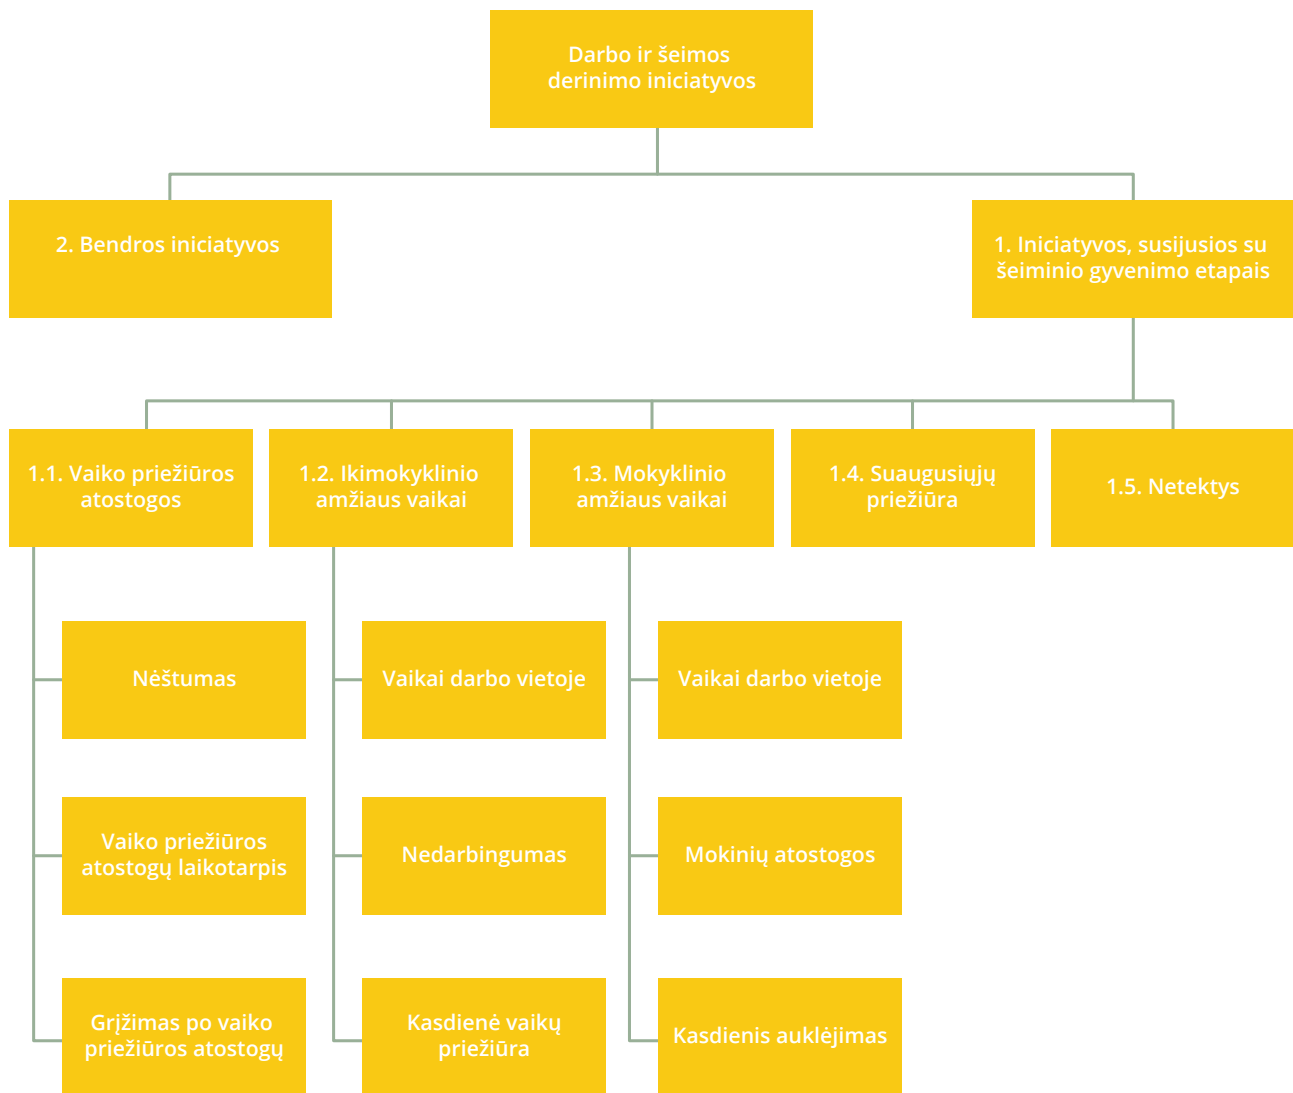 Darbo ir šeimos
derinimo iniciatyvos
2. Bendros iniciatyvos
1. Iniciatyvos, susijusios su
šeiminio gyvenimo etapais
1.1. Vaiko priežiūros
atostogos
1.2. Ikimokyklinio
amžiaus vaikai
1.3. Mokyklinio
amžiaus vaikai
1.4. Suaugusiųjų
priežiūra
1.5. Netektys
Nėštumas
Vaikai darbo vietoje
Vaikai darbo vietoje
Vaiko priežiūros
atostogų laikotarpis
Nedarbingumas
Mokinių atostogos
Grįžimas po vaiko
priežiūros atostogų
Kasdienė vaikų
priežiūra
Kasdienis auklėjimas